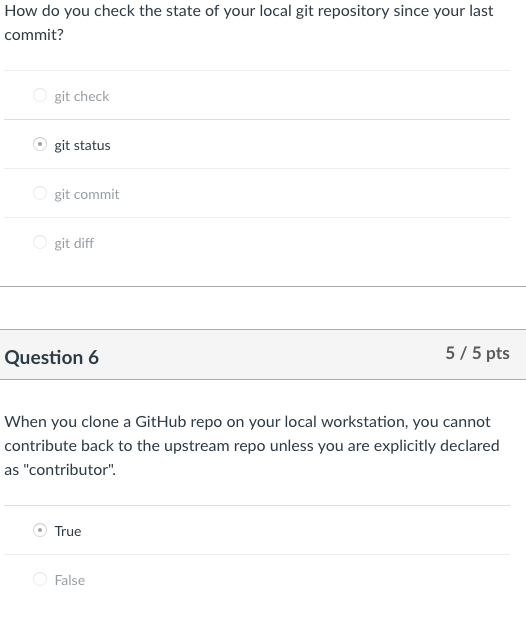 How do you check the state of your local git repository since your last
commit?
git check
git status
git commit
git diff
Question 6
5 / 5 pts
When you clone a GitHub repo on your local workstation, you cannot
contribute back to the upstream repo unless you are explicitly declared
as "contributor".
True
False